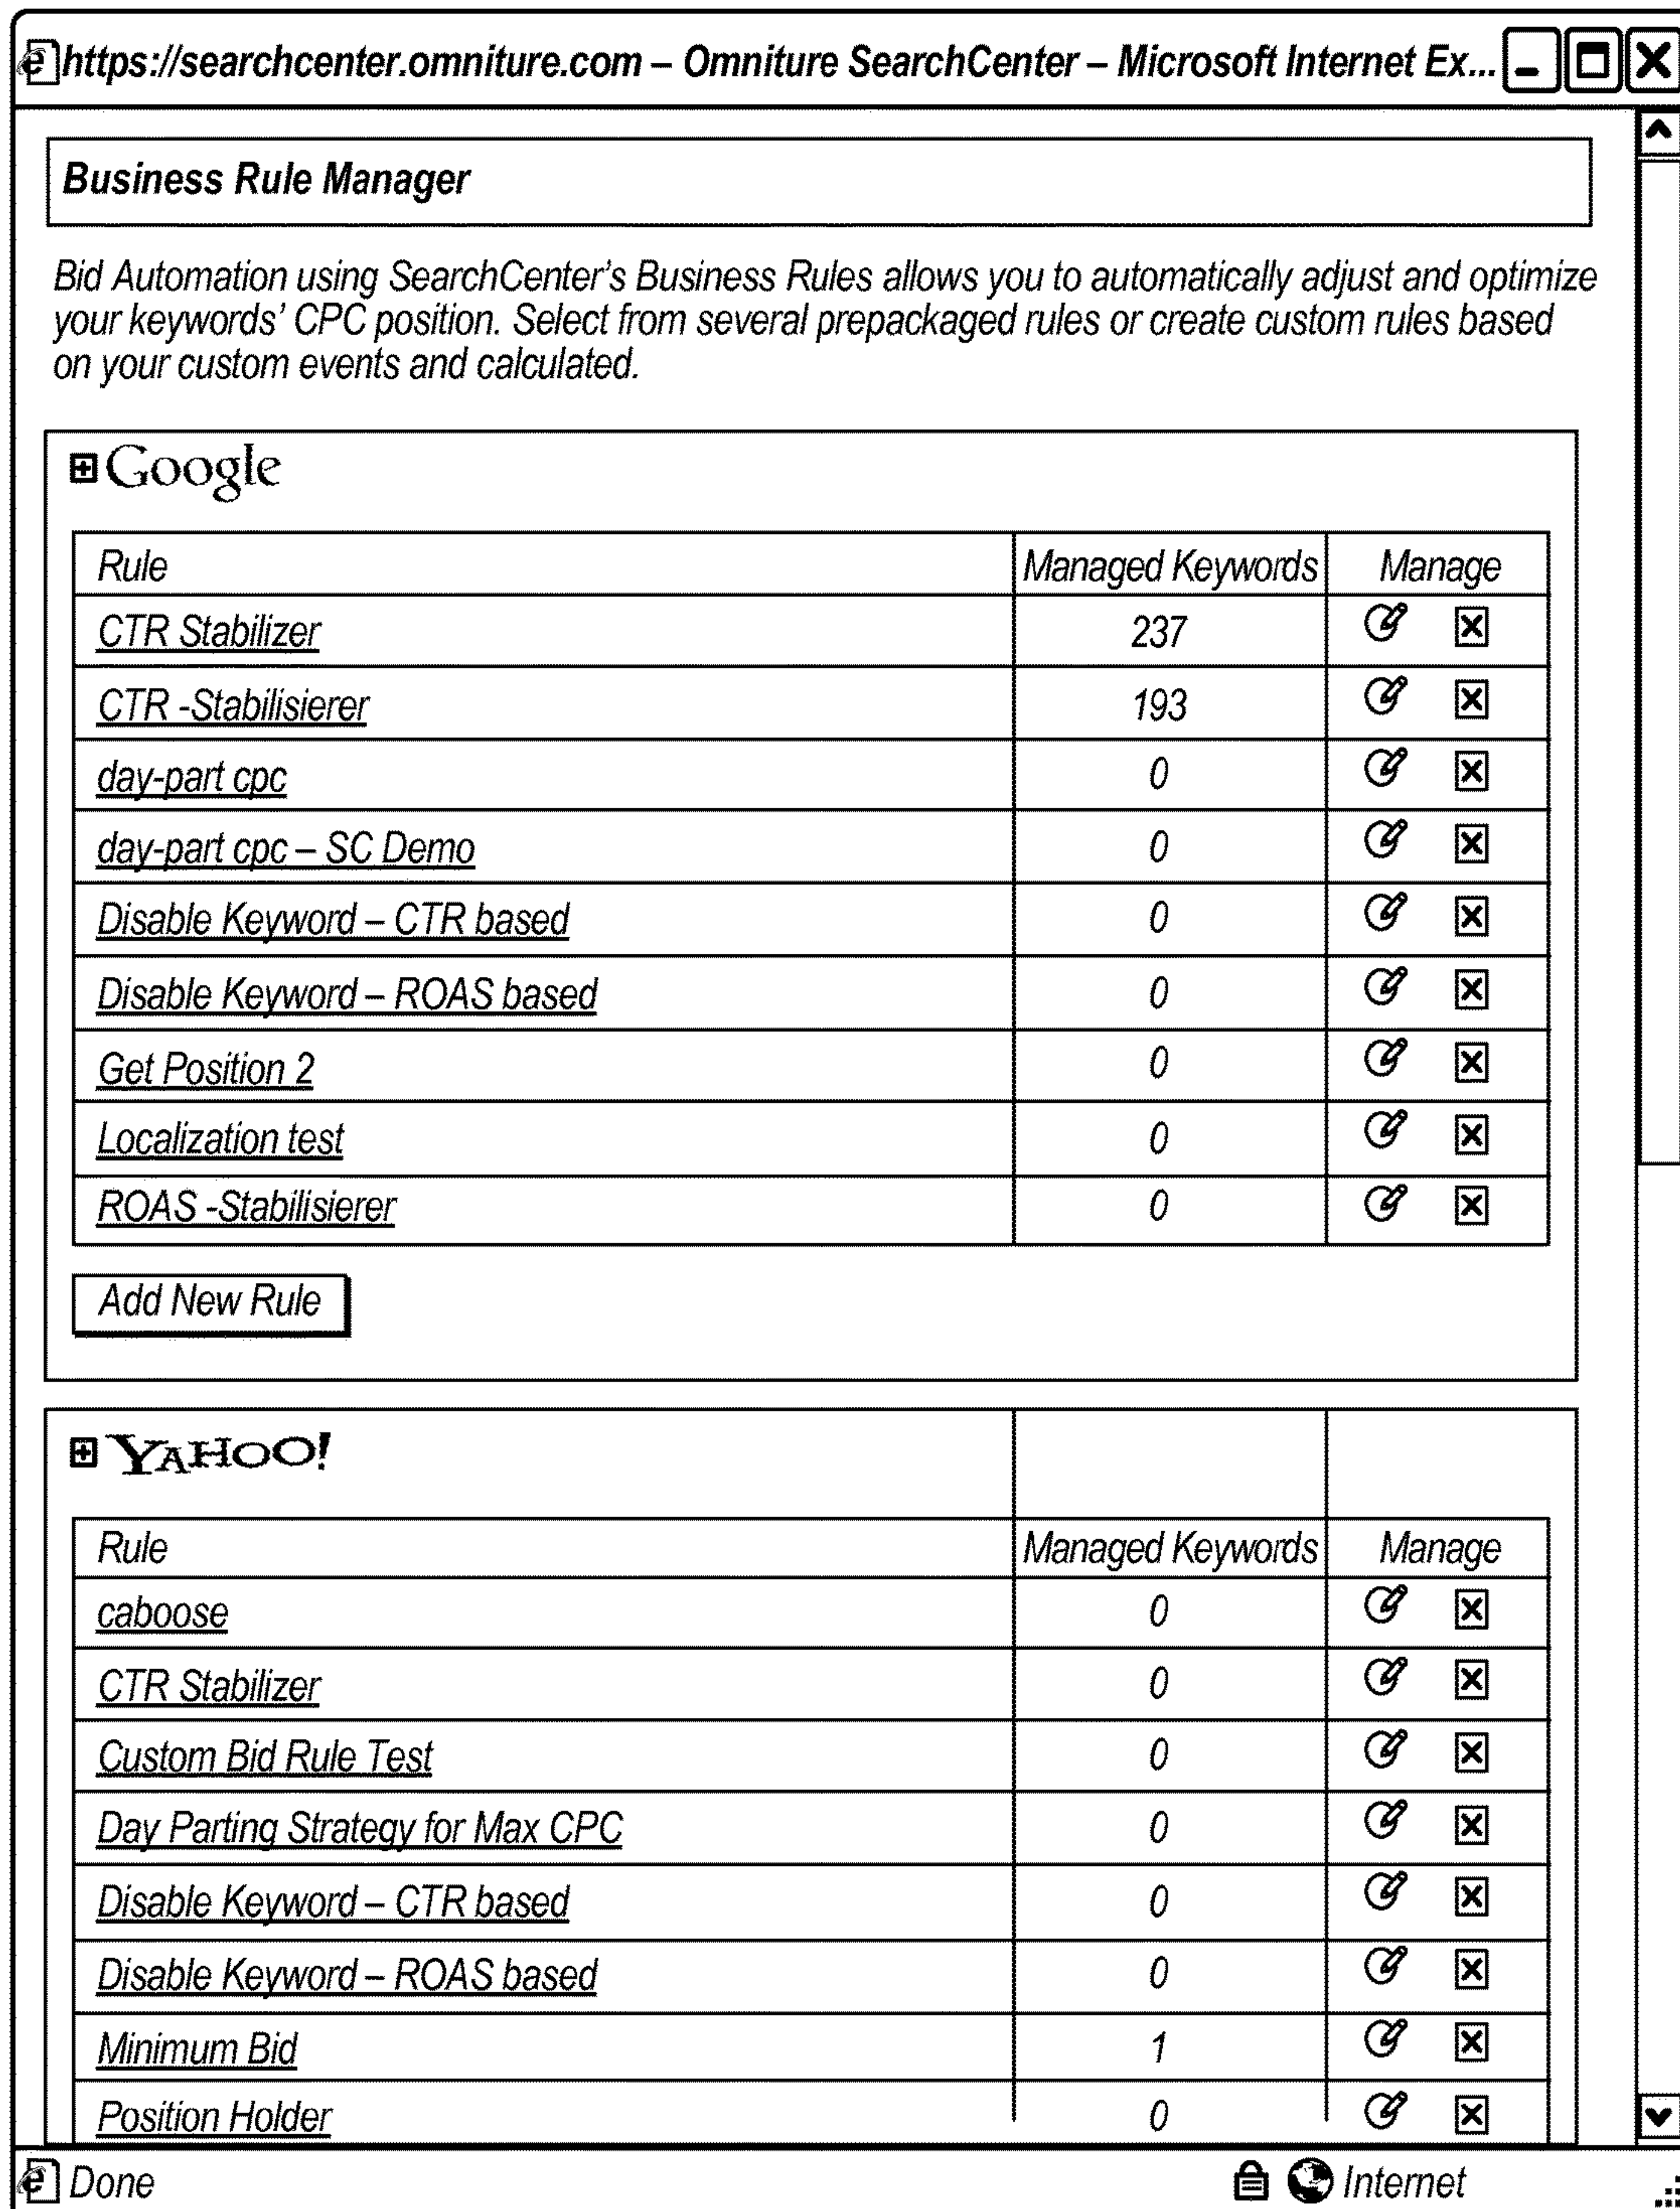 https://searchcenter.omniture.com – Omniture SearchCenter – Microsoft Internet Ex...
Business Rule Manager
Bid Automation using SearchCenter's Business Rules allows you to automatically adjust and optimize
your keywords' CPC position. Select from several prepackaged rules or create custom rules based
on your custom events and calculated.
Google
Rule Managed Keywords Manage
CTR Stabilizer 237
CTR -Stabilisierer 193
day-part cpc 0
day-part cpc – SC Demo 0
Disable Keyword – CTR based 0
Disable Keyword – ROAS based 0
Get Position 2 0
Localization test 0
ROAS -Stabilisierer 0
Add New Rule
YAHOO!
Rule Managed Keywords Manage
caboose 0
CTR Stabilizer 0
Custom Bid Rule Test 0
Day Parting Strategy for Max CPC 0
Disable Keyword – CTR based 0
Disable Keyword – ROAS based 0
Minimum Bid 1
Position Holder 0
Done Internet